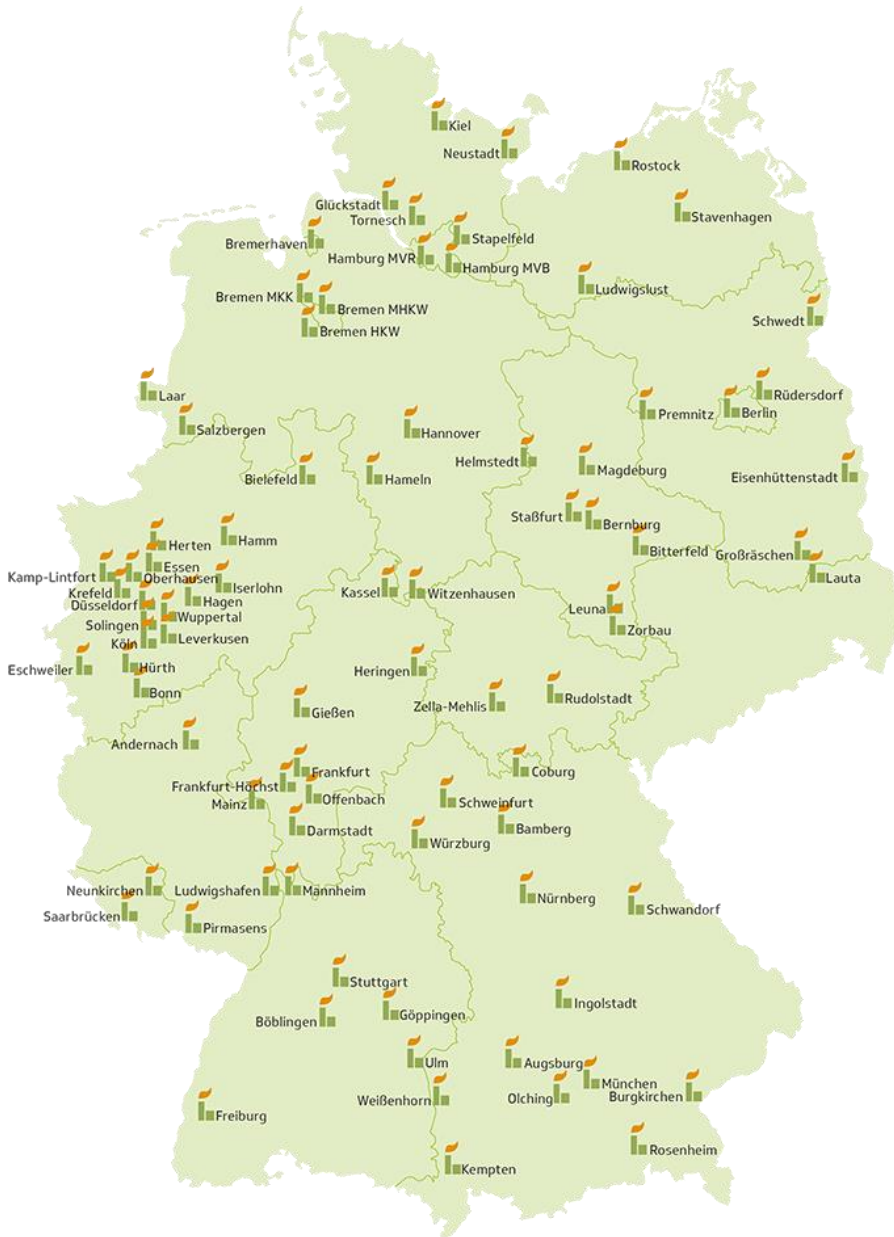 Kiel
Neustadt
Rostock
Glückstadt
Tornesch
Stavenhagen
Bremerhaven
Stapelfeld
Hamburg MVR
Hamburg MVB
Ludwigslust
Bremen MKK
Bremen MHKW
Schwedt
Bremen HKW
Laar
Rüdersdorf
Premnitz
Berlin
Salzbergen
Hannover
Helmstedt
Magdeburg
Bielefeld
Hameln
Eisenhüttenstadt
Staßfurt
Bernburg
Herten
Hamm
Bitterfeld
Großräschen
Essen
Kamp-Lintfort
Oberhausen
Lauta
Krefeld
Iserlohn
Kassel
Witzenhausen
Düsseldorf
Hagen
Leuna
Wuppertal
Solingen
Zorbau
Köln
Leverkusen
Eschweiler
Hürth
Heringen
Bonn
Zella-Mehlis
Rudolstadt
Gießen
Andernach
Frankfurt
Coburg
Frankfurt-Höchst
Offenbach
Mainz
Schweinfurt
Darmstadt
Bamberg
Würzburg
Neunkirchen
Ludwigshafen
Mannheim
Nürnberg
Saarbrücken
Schwandorf
Pirmasens
Stuttgart
Ingolstadt
Böblingen
Göppingen
Ulm
Augsburg
München
Weißenhorn
Olching
Burgkirchen
Freiburg
Rosenheim
Kempten